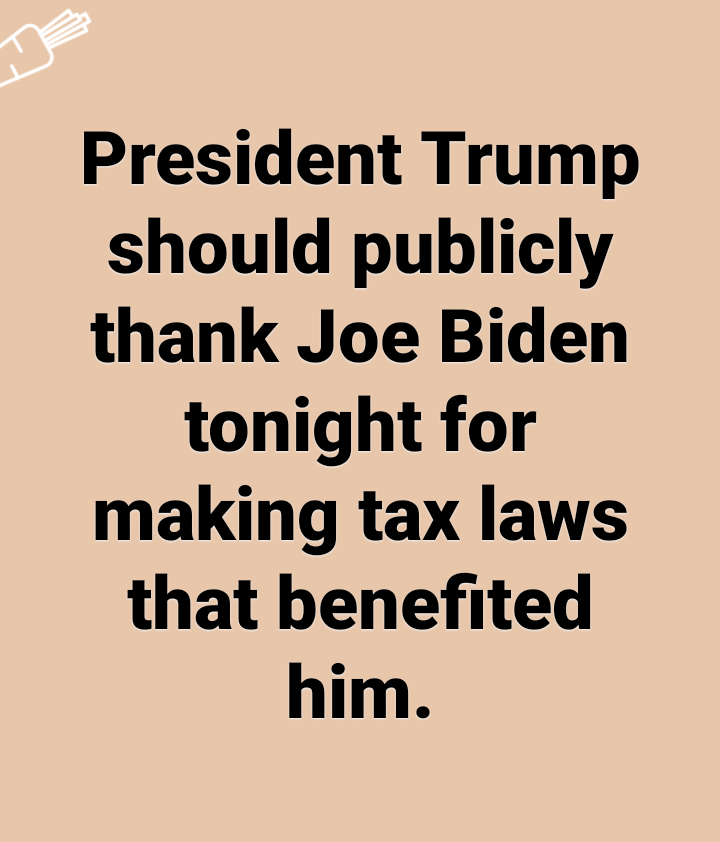 President Trump
should publicly
thank Joe Biden
tonight for
making tax laws
that benefited
him.